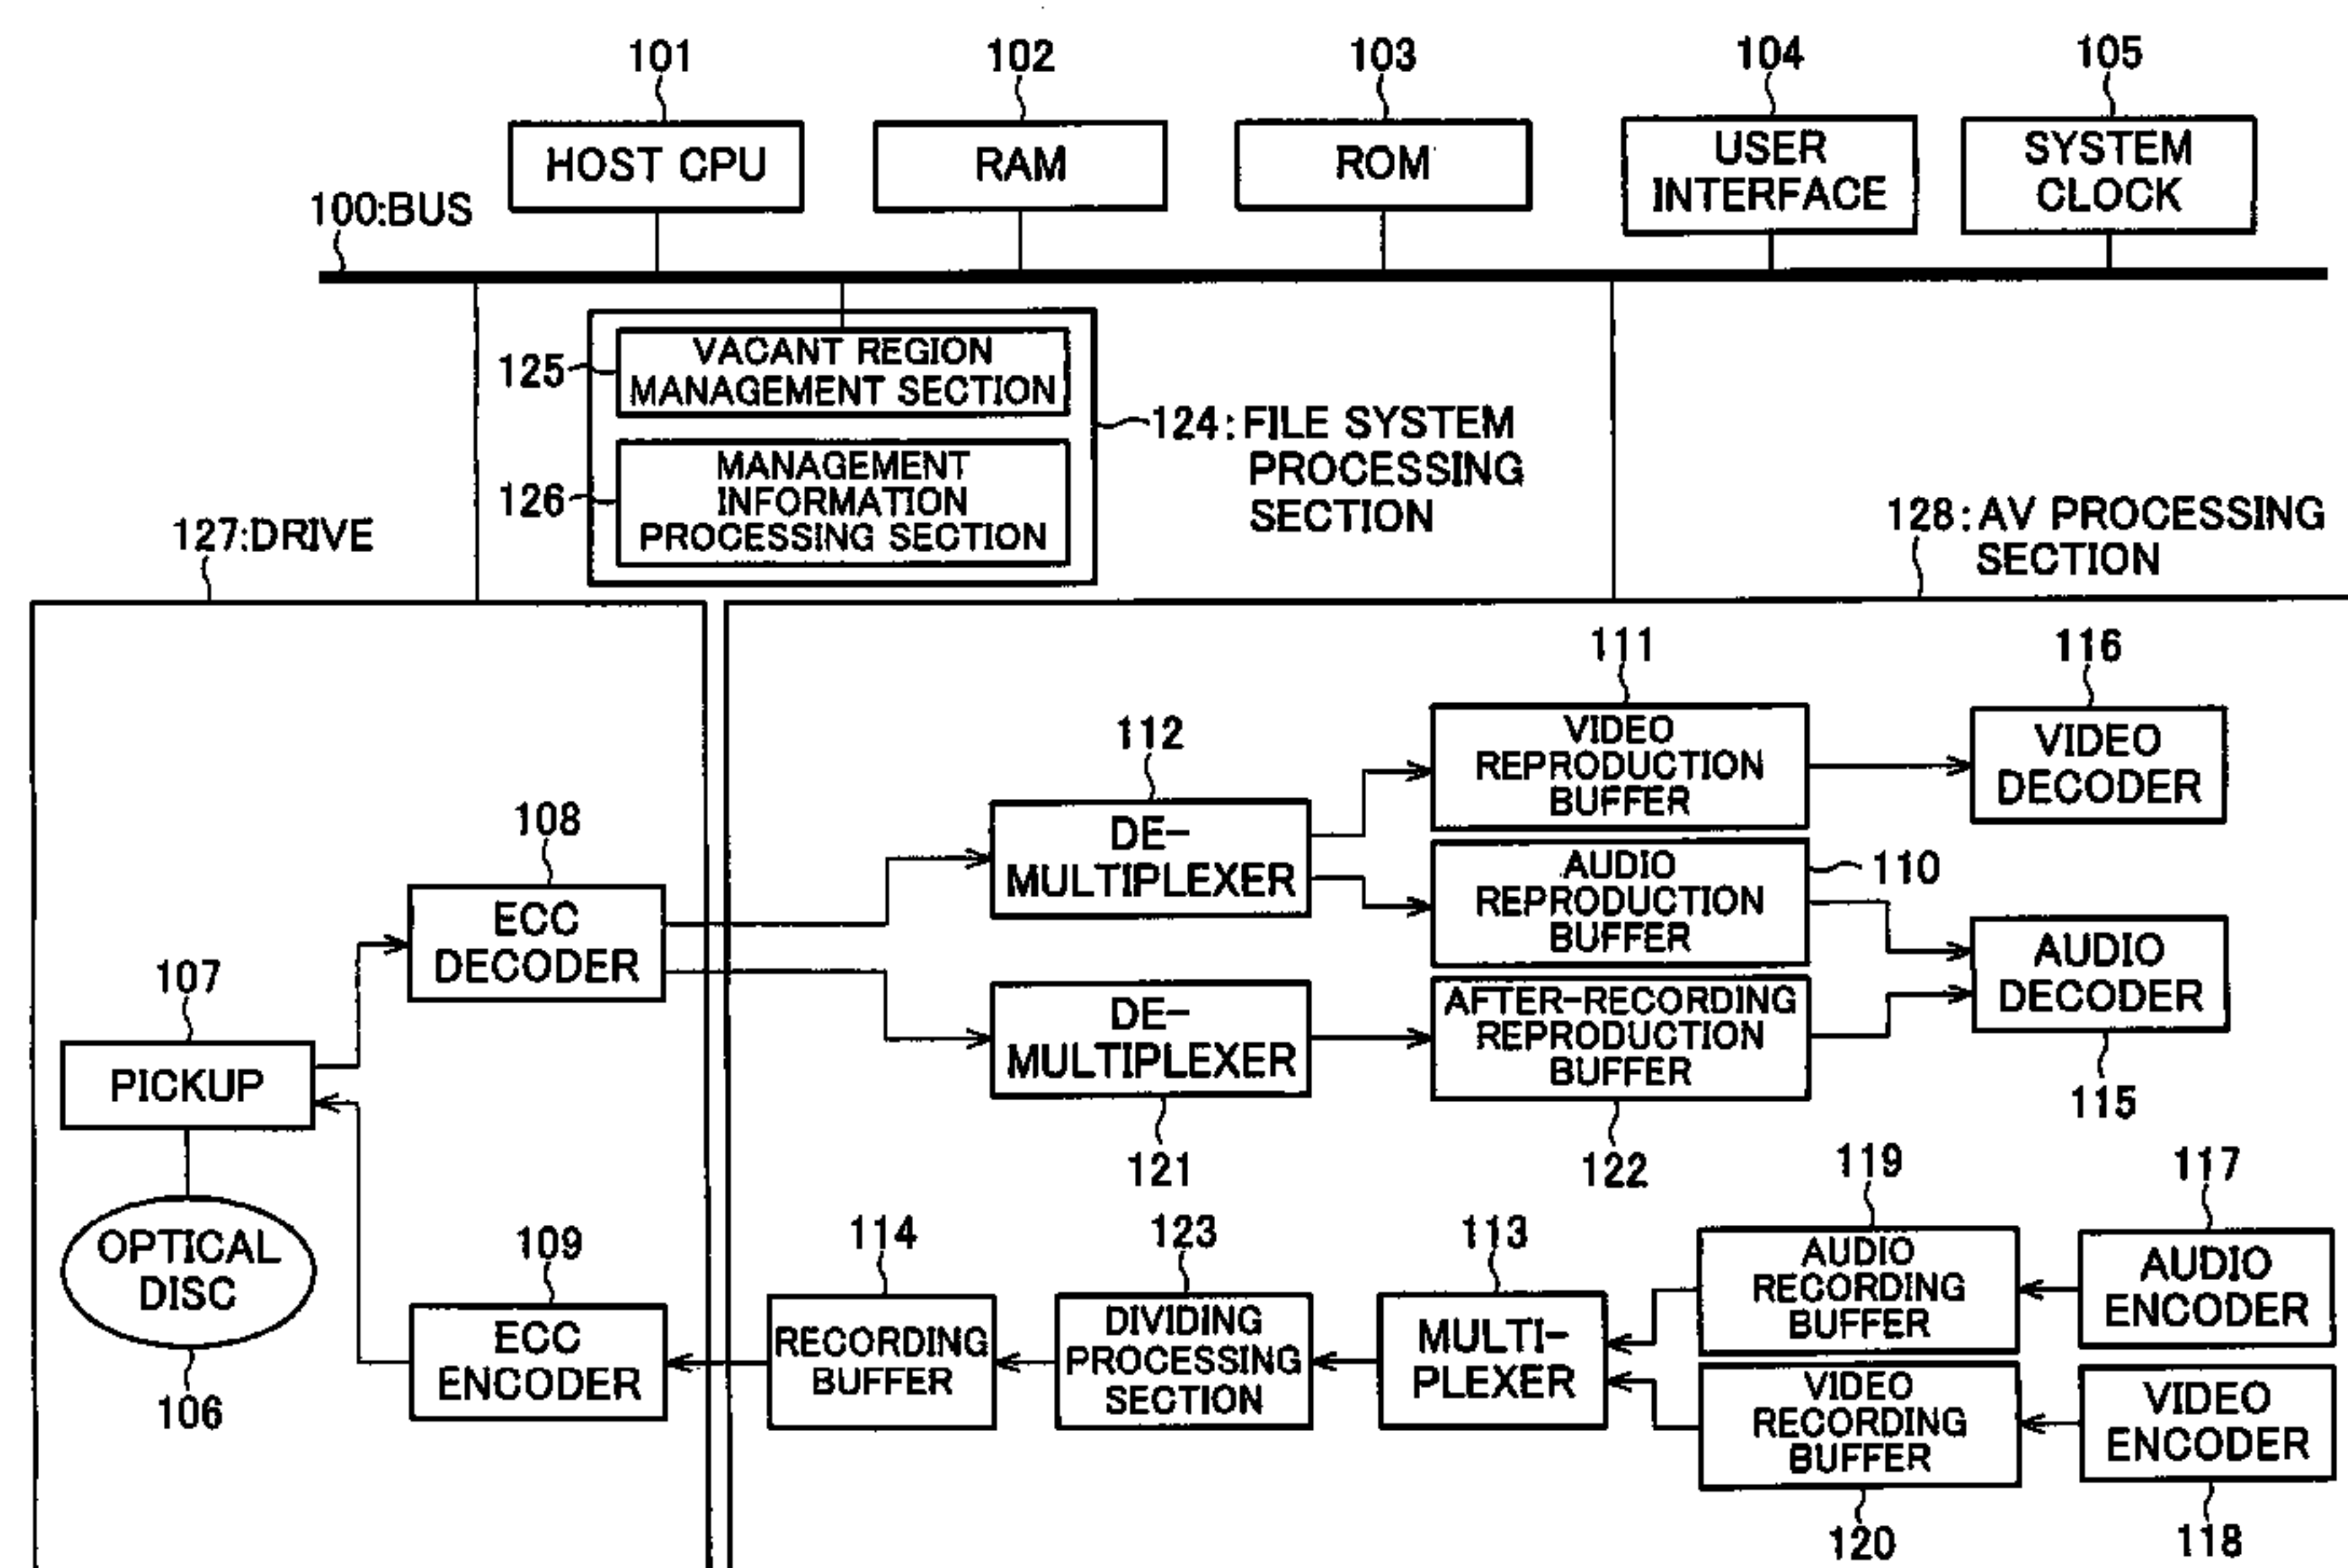 101
102
103
104
105
HOST CPU
RAM
ROM
USER
INTERFACE
SYSTEM
CLOCK
100:BUS
125
VACANT REGION
MANAGEMENT SECTION
126
MANAGEMENT
INFORMATION
PROCESSING SECTION
124:FILE SYSTEM
PROCESSING
SECTION
127:DRIVE
128:AV PROCESSING
SECTION
111
116
112
VIDEO
REPRODUCTION
BUFFER
VIDEO
DECODER
108
DE-
MULTIPLEXER
AUDIO
REPRODUCTION
BUFFER
110
ECC
DECODER
AUDIO
DECODER
107
DE-
MULTIPLEXER
AFTER-RECORDING
REPRODUCTION
BUFFER
PICKUP
115
121
122
119
117
OPTICAL
DISC
109
114
123
113
AUDIO
RECORDING
BUFFER
AUDIO
ENCODER
ECC
ENCODER
RECORDING
BUFFER
DIVIDING
PROCESSING
SECTION
MULTI-
PLEXER
106
VIDEO
RECORDING
BUFFER
VIDEO
ENCODER
120
118